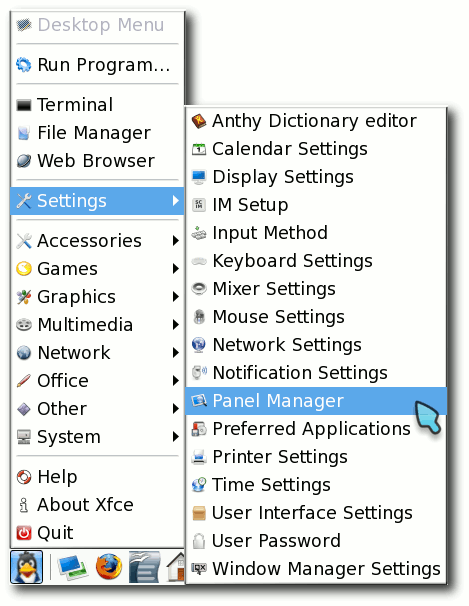 Desktop Menu
Run Program...
Terminal
File Manager
Web Browser
Settings
Accessories
Games
Graphics
Multimedia
Network
Office
Other
System
Help
About Xfce
Quit
Anthy Dictionary editor
Calendar Settings
Display Settings
IM Setup
Input Method
Keyboard Settings
Mixer Settings
Mouse Settings
Network Settings
Notification Settings
Panel Manager
Preferred Applications
Printer Settings
Time Settings
User Interface Settings
User Password
Window Manager Settings